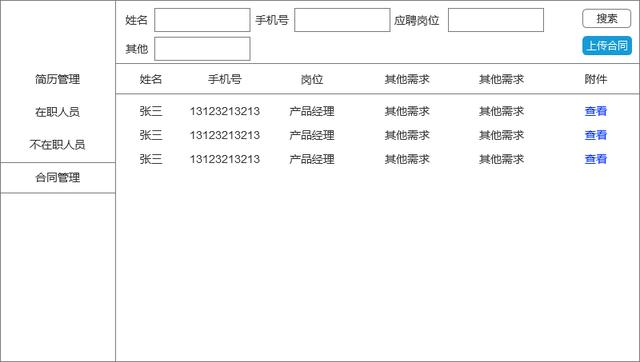 姓名 手机号 应聘岗位 搜索
其他 上传合同
简历管理 姓名 手机号 岗位 其他需求 其他需求 附件
在职人员 张三 13123213213 产品经理 其他需求 其他需求 查看
张三 13123213213 产品经理 其他需求 其他需求 查看
不在职人员
张三 13123213213 产品经理 其他需求 其他需求 查看
合同管理